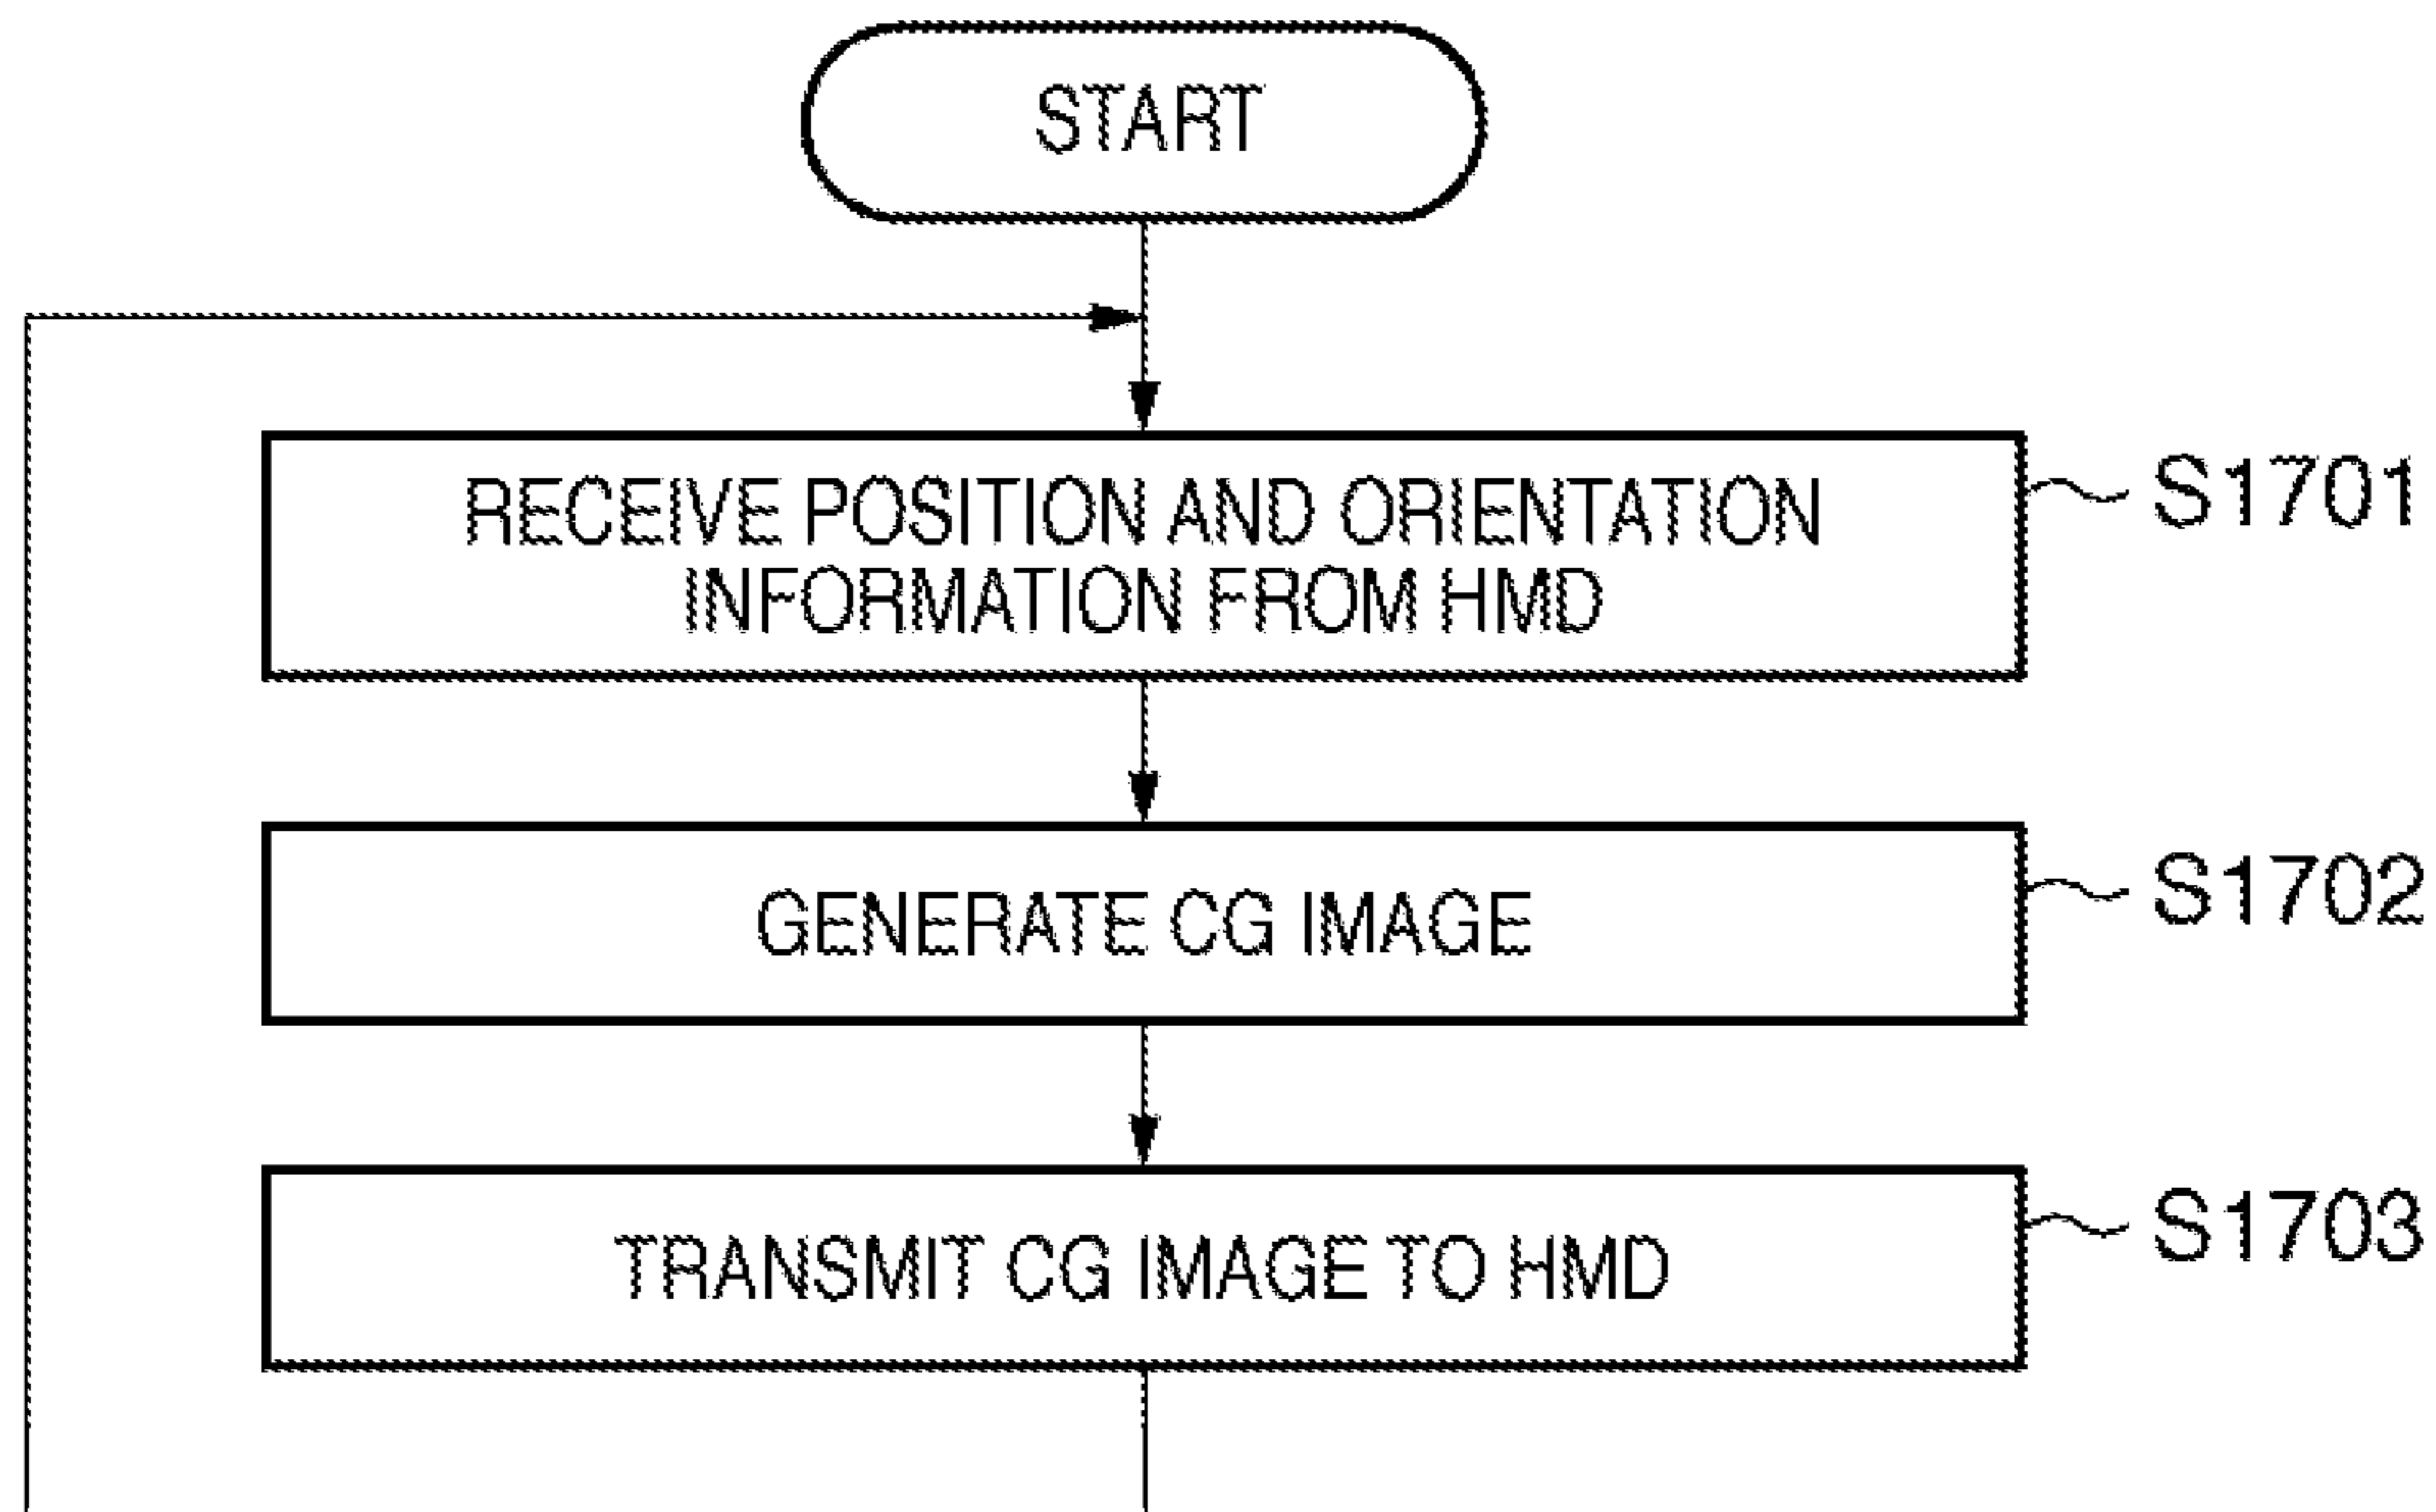 START
RECEIVE POSITION AND ORIENTATION
INFORMATION FROM HMD
S1701
GENERATE CG IMAGE
S1702
TRANSMIT CG IMAGE TO HMD
S1703